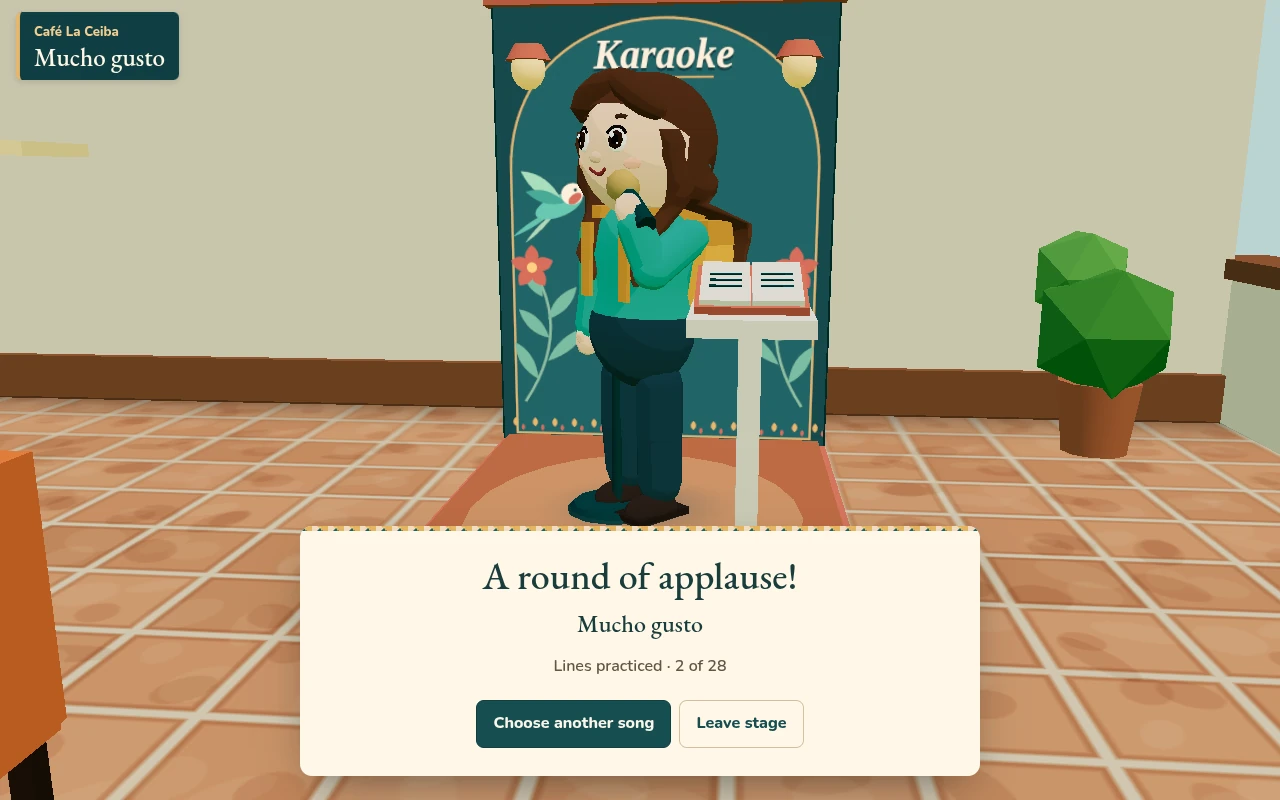 Café La Ceiba
Mucho gusto
Karaoke
A round of applause!
Mucho gusto
Lines practiced · 2 of 28
Choose another song
Leave stage